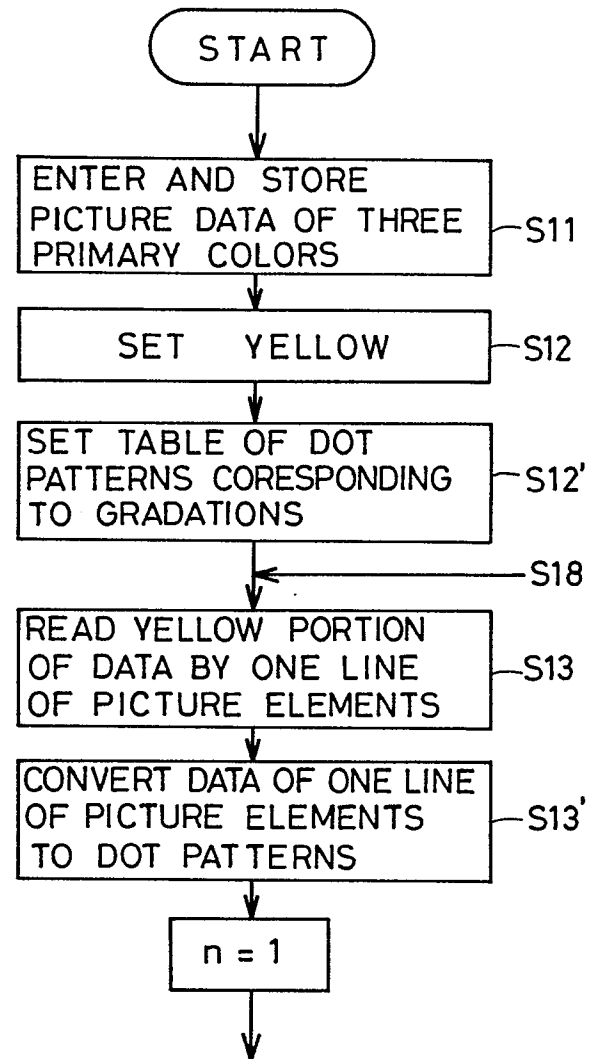 START
ENTER AND STORE
PICTURE DATA OF THREE
PRIMARY COLORS
S11
SET YELLOW
S12
SET TABLE OF DOT
PATTERNS CORESPONDING
TO GRADATIONS
S12'
S18
READ YELLOW PORTION
OF DATA BY ONE LINE
OF PICTURE ELEMENTS
S13
CONVERT DATA OF ONE LINE
OF PICTURE ELEMENTS
TO DOT PATTERNS
S13'
n = 1